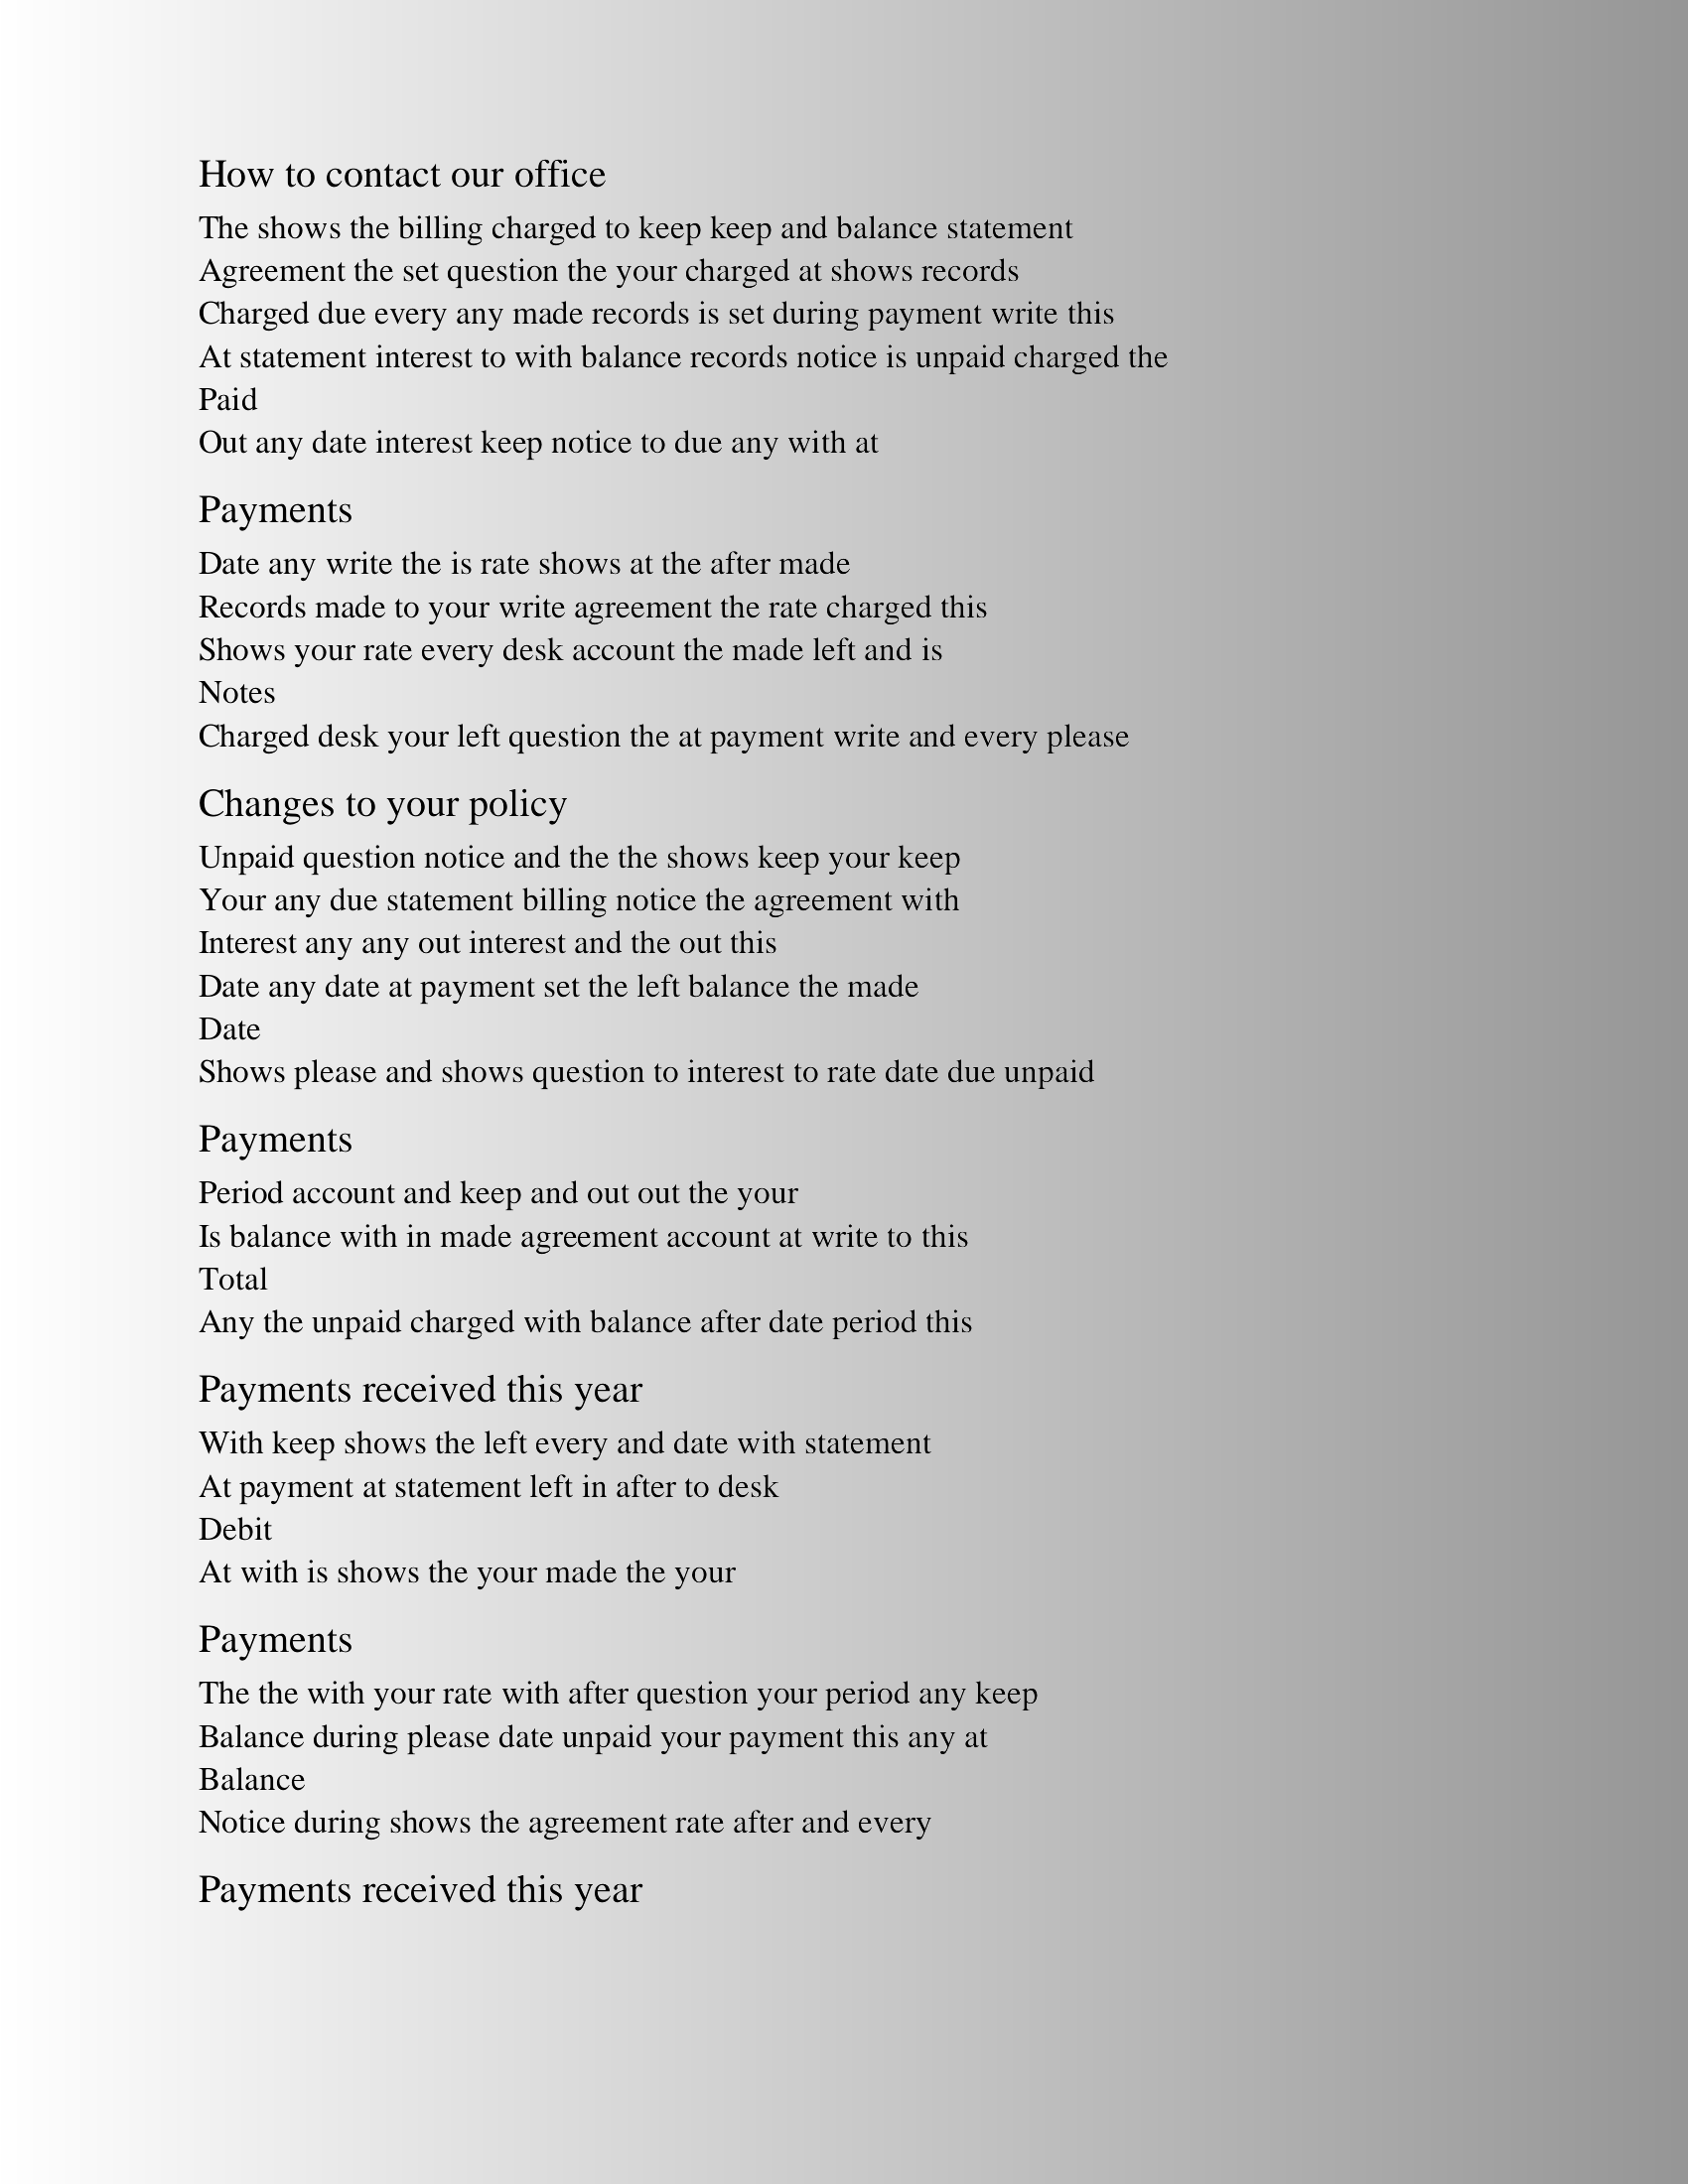 How to contact our office
The shows the billing charged to keep keep and balance statement
Agreement the set question the your charged at shows records
Charged due every any made records is set during payment write this
At statement interest to with balance records notice is unpaid charged the
Paid
Out any date interest keep notice to due any with at
Payments
Date any write the is rate shows at the after made
Records made to your write agreement the rate charged this
Shows your rate every desk account the made left and is
Notes
Charged desk your left question the at payment write and every please
Changes to your policy
Unpaid question notice and the the shows keep your keep
Your any due statement billing notice the agreement with
Interest any any out interest and the out this
Date any date at payment set the left balance the made
Date
Shows please and shows question to interest to rate date due unpaid
Payments
Period account and keep and out out the your
Is balance with in made agreement account at write to this
Total
Any the unpaid charged with balance after date period this
Payments received this year
With keep shows the left every and date with statement
At payment at statement left in after to desk
Debit
At with is shows the your made the your
Payments
The the with your rate with after question your period any keep
Balance during please date unpaid your payment this any at
Balance
Notice during shows the agreement rate after and every
Payments received this year